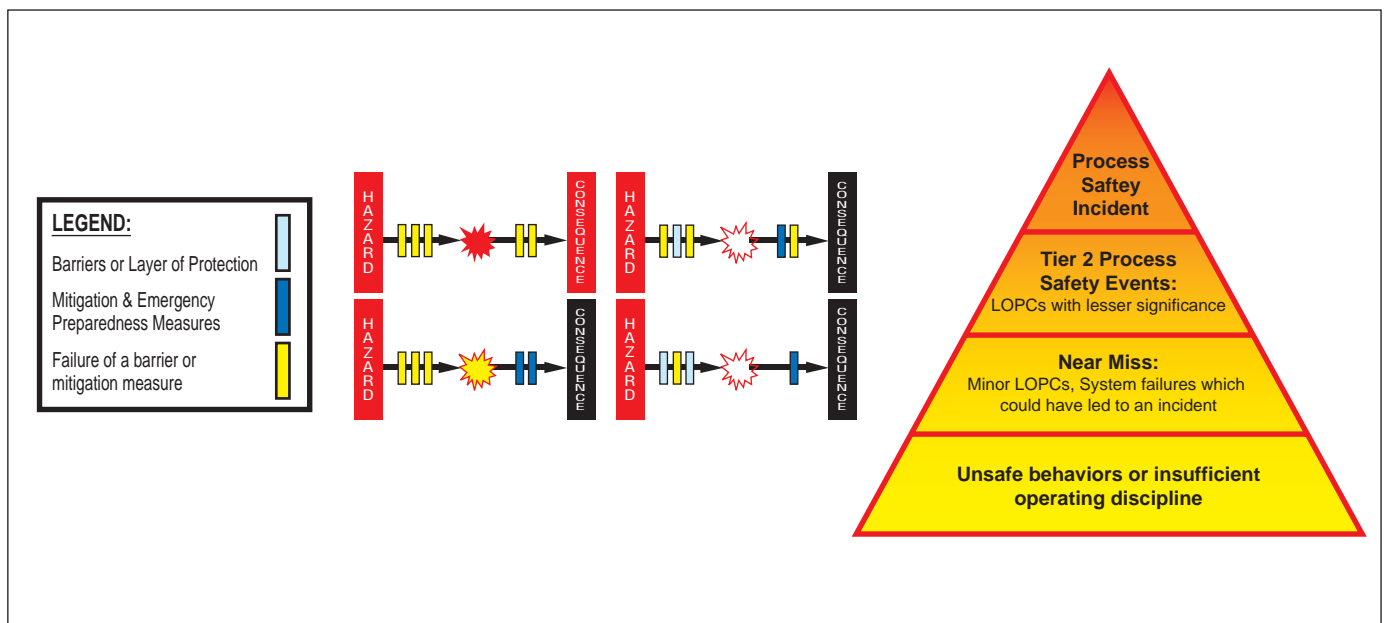 LEGEND:
Barriers or Layer of Protection
Mitigation & Emergency
Preparedness Measures
Failure of a barrier or
mitigation measure
HAZARD
CONSEQUENCE
HAZARD
CONSEQUENCE
HAZARD
CONSEQUENCE
HAZARD
CONSEQUENCE
Process
Saftey
Incident
Tier 2 Process
Safety Events:
LOPCs with lesser significance
Near Miss:
Minor LOPCs, System failures which
could have led to an incident
Unsafe behaviors or insufficient
operating discipline